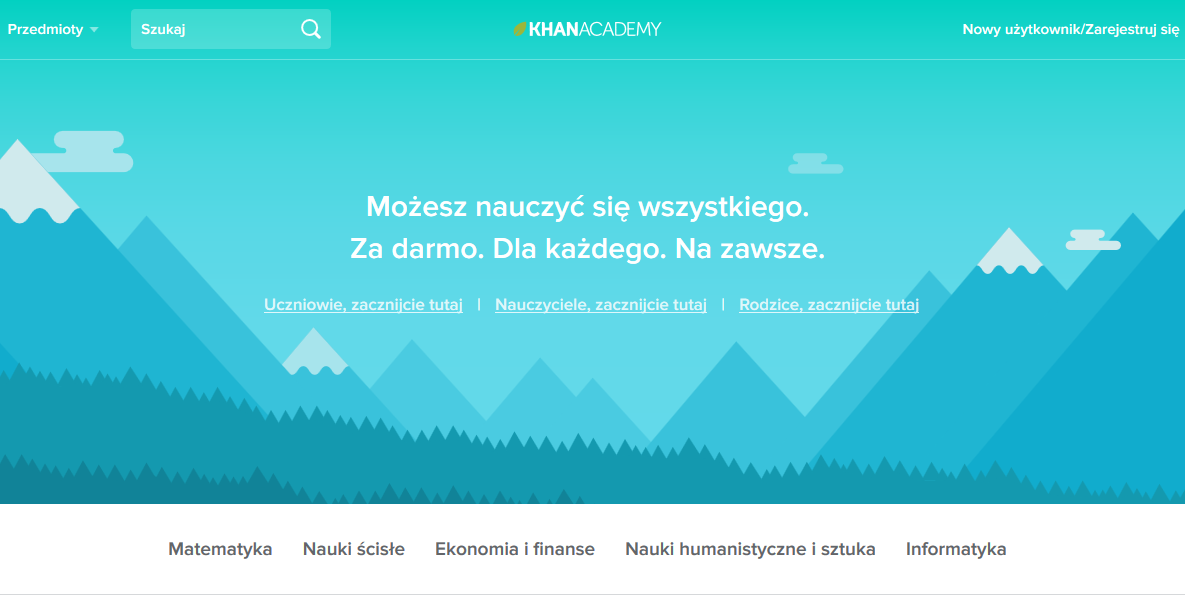 Przedmioty
Szukaj
KHANACADEMY
Nowy użytkownik/Zarejestruj się
Możesz nauczyć się wszystkiego.
Za darmo. Dla każdego. Na zawsze.
Uczniowie, zacznijcie tutaj | Nauczyciele, zacznijcie tutaj | Rodzice, zacznijcie tutaj
Matematyka Nauki ścisłe Ekonomia i finanse Nauki humanistyczne i sztuka Informatyka